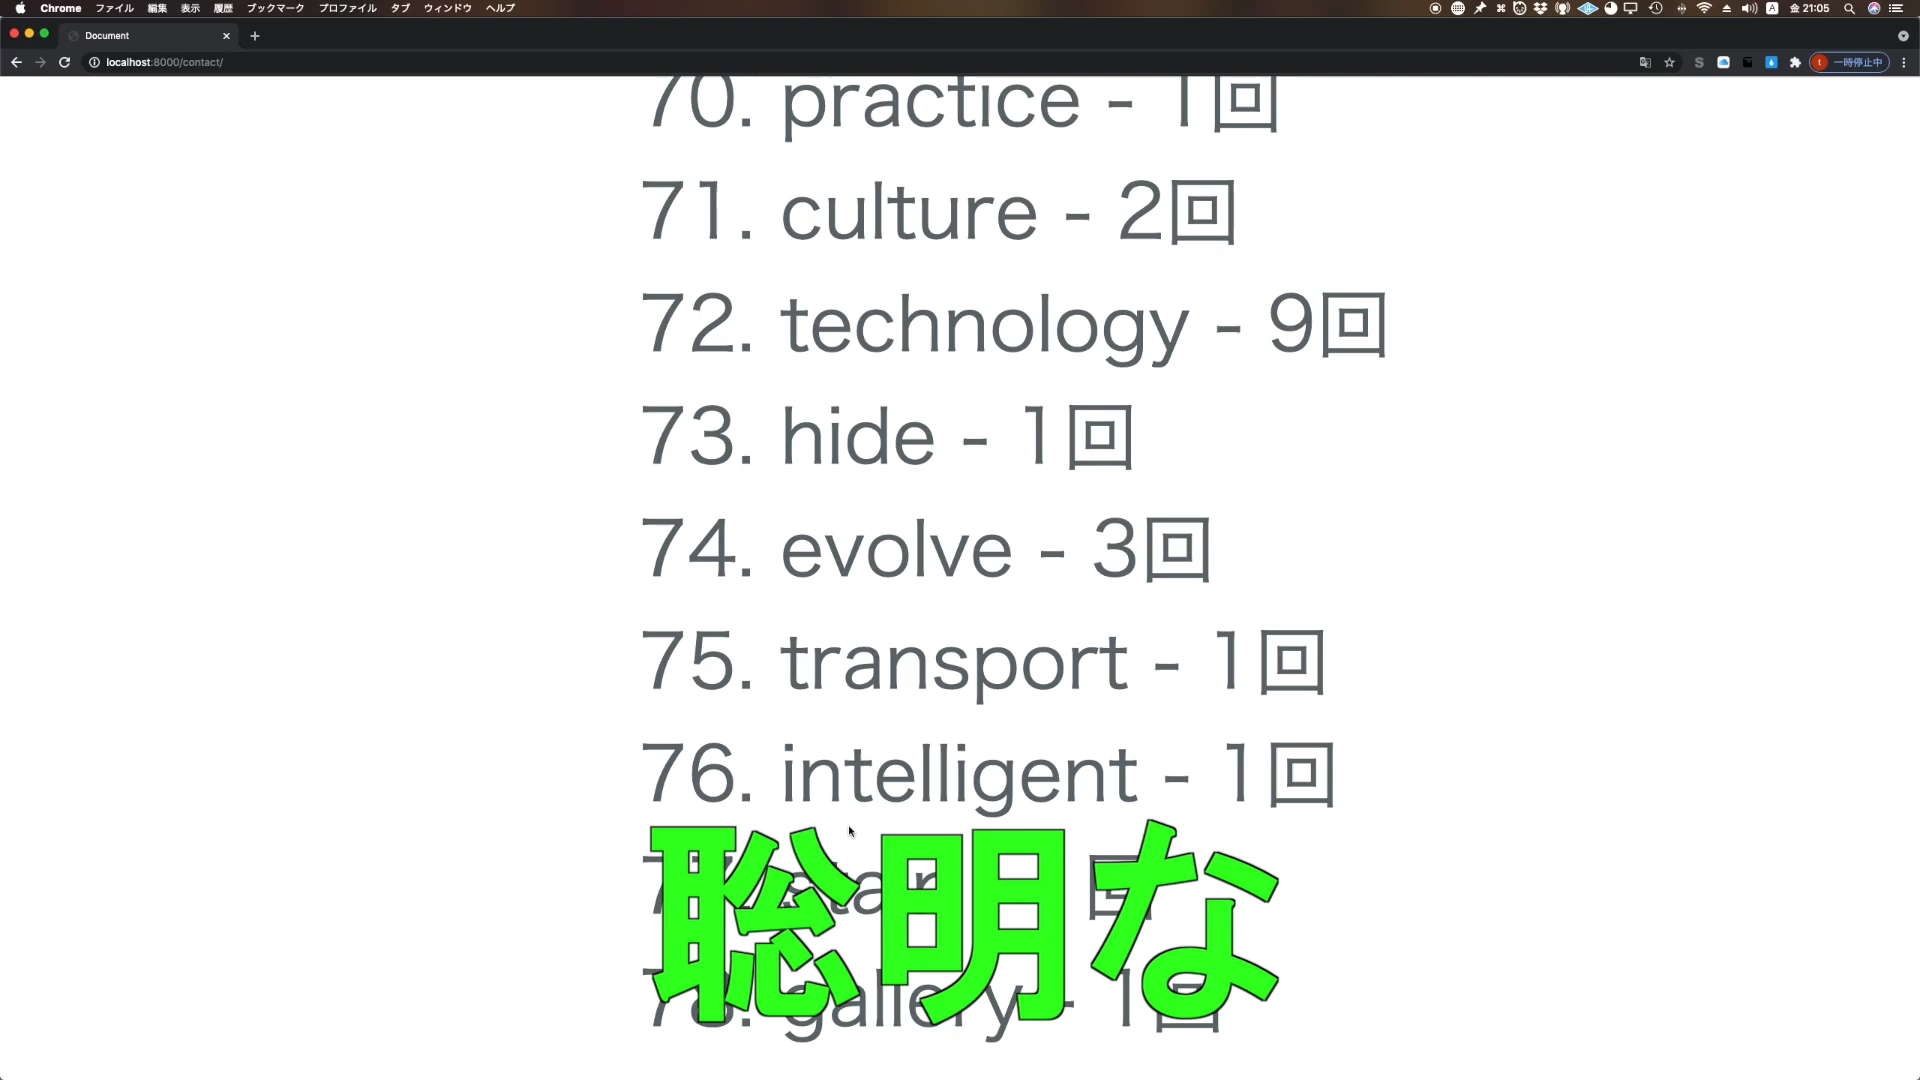 Chrome ファイル 編集 表示 履歴 ブックマーク プロファイル タブ ウィンドウ ヘルプ
金 21:05
Document
localhost:8000/contact/
一時停止中
70. practice - 1回
71. culture - 2回
72. technology - 9回
73. hide - 1回
74. evolve - 3回
75. transport - 1回
76. intelligent - 1回
聡明な
78. gallery - 1回